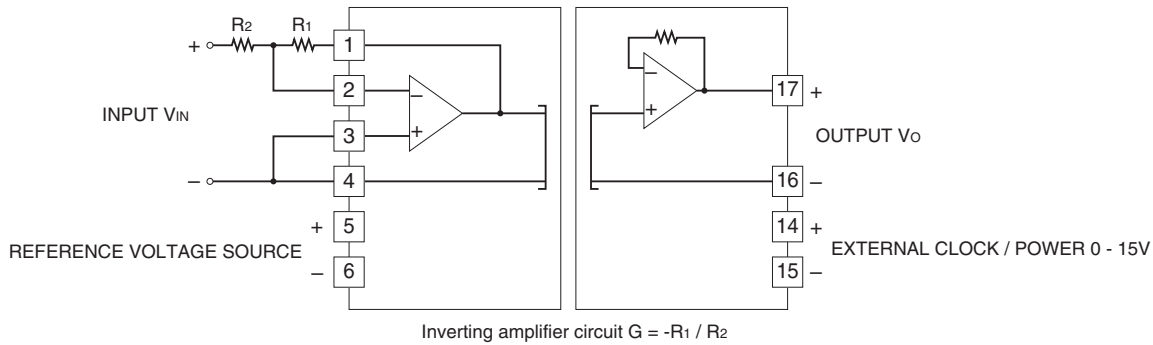 R2 R1
+ 1
2 − − 17 +
INPUT VIN
3 + + OUTPUT VO
− 4 16 −
+ 5 14 +
REFERENCE VOLTAGE SOURCE EXTERNAL CLOCK / POWER 0 - 15V
− 6 15 −
Inverting amplifier circuit G = -R1 / R2